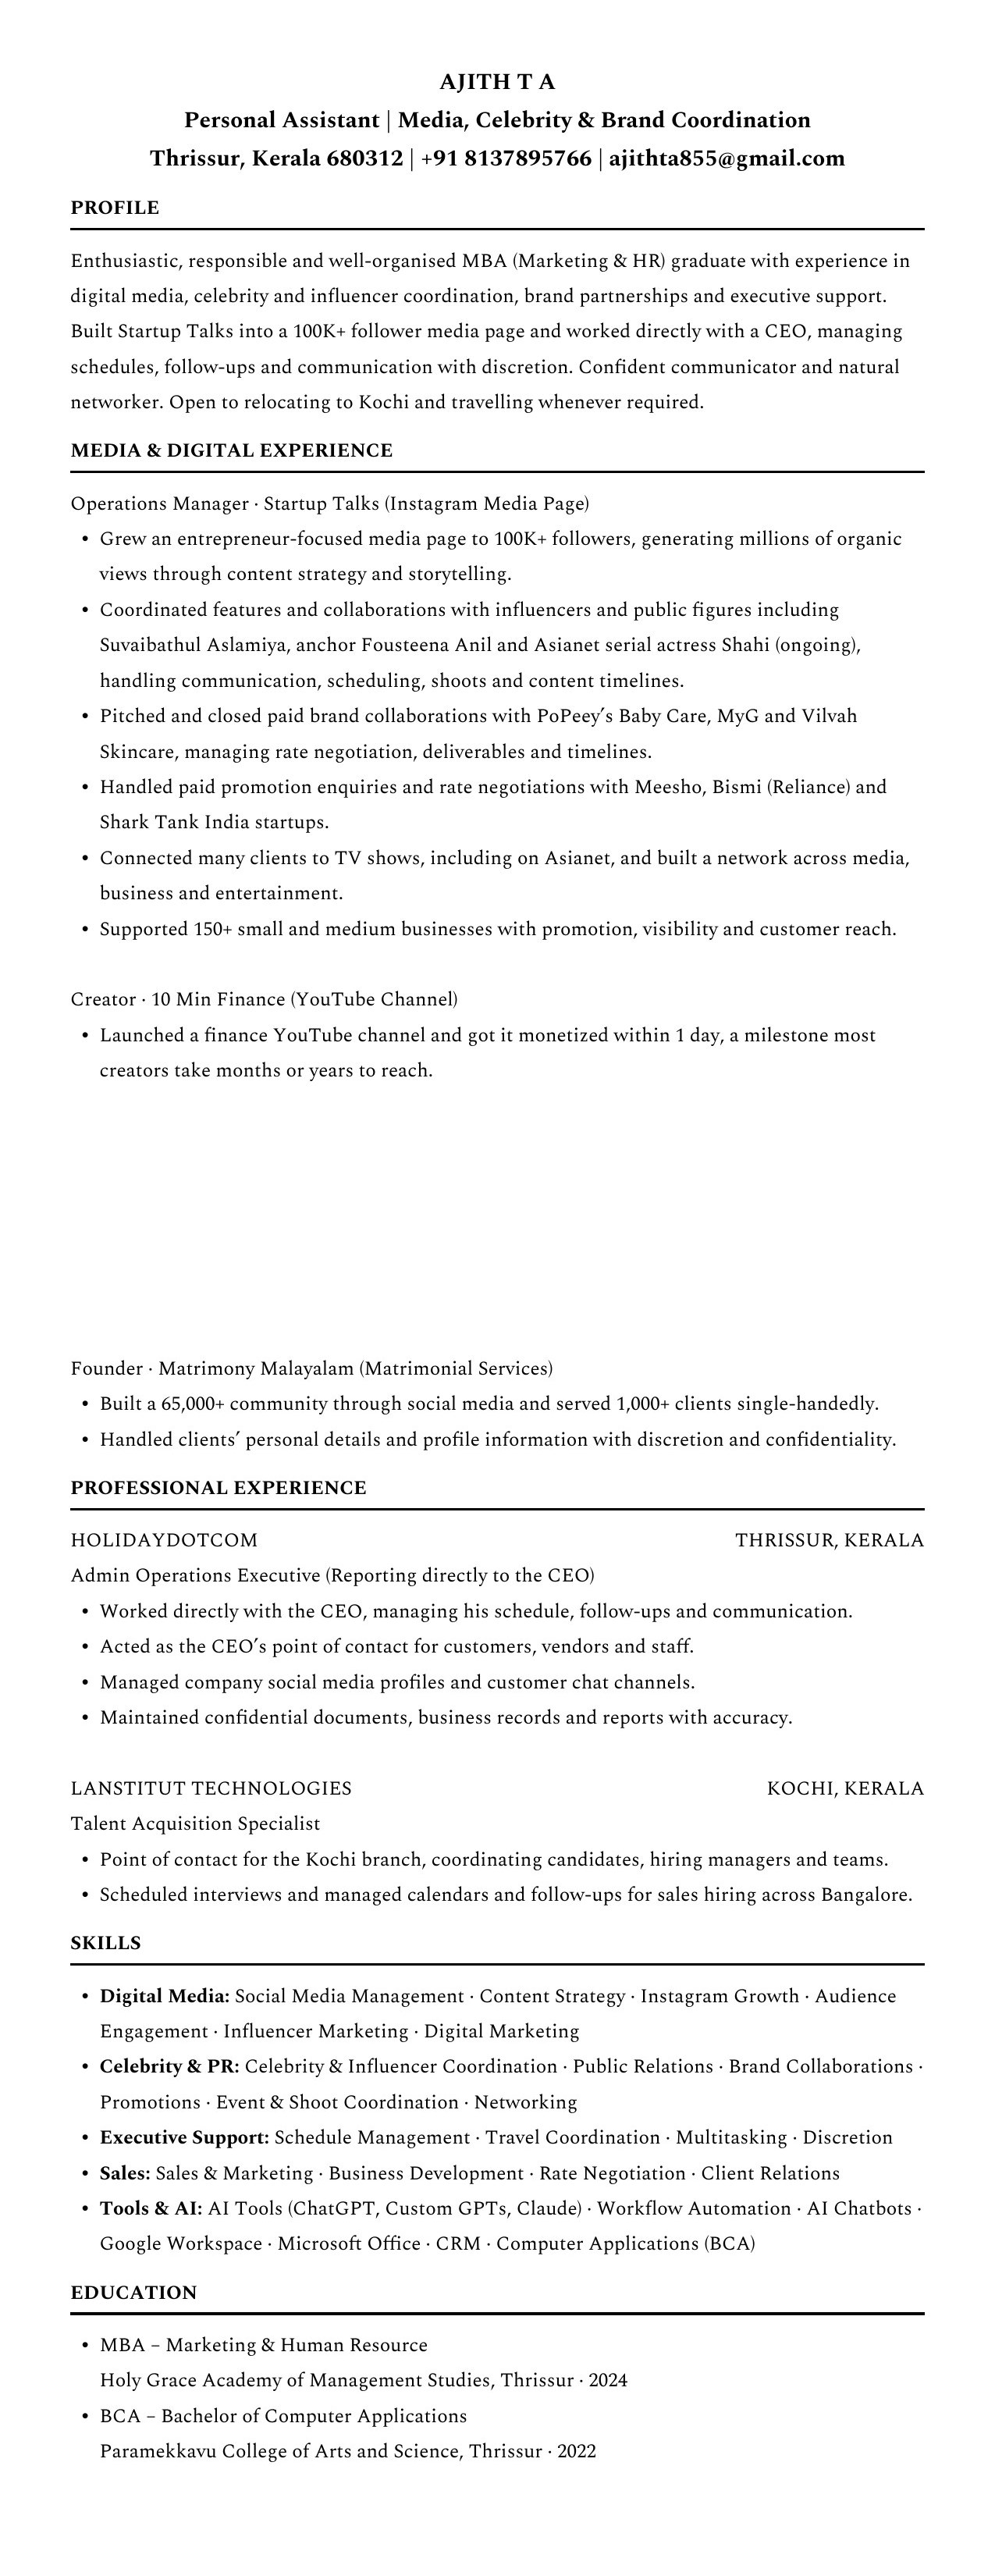 AJITH T A
Personal Assistant | Media, Celebrity & Brand Coordination
Thrissur, Kerala 680312 | +91 8137895766 | ajithta855@gmail.com
PROFILE
Enthusiastic, responsible and well-organised MBA (Marketing & HR) graduate with experience in
digital media, celebrity and influencer coordination, brand partnerships and executive support.
Built Startup Talks into a 100K+ follower media page and worked directly with a CEO, managing
schedules, follow-ups and communication with discretion. Confident communicator and natural
networker. Open to relocating to Kochi and travelling whenever required.
MEDIA & DIGITAL EXPERIENCE
Operations Manager · Startup Talks (Instagram Media Page)
• Grew an entrepreneur-focused media page to 100K+ followers, generating millions of organic
views through content strategy and storytelling.
• Coordinated features and collaborations with influencers and public figures including
Suvaibathul Aslamiya, anchor Fousteena Anil and Asianet serial actress Shahi (ongoing),
handling communication, scheduling, shoots and content timelines.
• Pitched and closed paid brand collaborations with PoPeey’s Baby Care, MyG and Vilvah
Skincare, managing rate negotiation, deliverables and timelines.
• Handled paid promotion enquiries and rate negotiations with Meesho, Bismi (Reliance) and
Shark Tank India startups.
• Connected many clients to TV shows, including on Asianet, and built a network across media,
business and entertainment.
• Supported 150+ small and medium businesses with promotion, visibility and customer reach.
Creator · 10 Min Finance (YouTube Channel)
• Launched a finance YouTube channel and got it monetized within 1 day, a milestone most
creators take months or years to reach.
Founder · Matrimony Malayalam (Matrimonial Services)
• Built a 65,000+ community through social media and served 1,000+ clients single-handedly.
• Handled clients’ personal details and profile information with discretion and confidentiality.
PROFESSIONAL EXPERIENCE
HOLIDAYDOTCOM THRISSUR, KERALA
Admin Operations Executive (Reporting directly to the CEO)
• Worked directly with the CEO, managing his schedule, follow-ups and communication.
• Acted as the CEO’s point of contact for customers, vendors and staff.
• Managed company social media profiles and customer chat channels.
• Maintained confidential documents, business records and reports with accuracy.
LANSTITUT TECHNOLOGIES KOCHI, KERALA
Talent Acquisition Specialist
• Point of contact for the Kochi branch, coordinating candidates, hiring managers and teams.
• Scheduled interviews and managed calendars and follow-ups for sales hiring across Bangalore.
SKILLS
• Digital Media: Social Media Management · Content Strategy · Instagram Growth · Audience
Engagement · Influencer Marketing · Digital Marketing
• Celebrity & PR: Celebrity & Influencer Coordination · Public Relations · Brand Collaborations ·
Promotions · Event & Shoot Coordination · Networking
• Executive Support: Schedule Management · Travel Coordination · Multitasking · Discretion
• Sales: Sales & Marketing · Business Development · Rate Negotiation · Client Relations
• Tools & AI: AI Tools (ChatGPT, Custom GPTs, Claude) · Workflow Automation · AI Chatbots ·
Google Workspace · Microsoft Office · CRM · Computer Applications (BCA)
EDUCATION
• MBA – Marketing & Human Resource
Holy Grace Academy of Management Studies, Thrissur · 2024
• BCA – Bachelor of Computer Applications
Paramekkavu College of Arts and Science, Thrissur · 2022